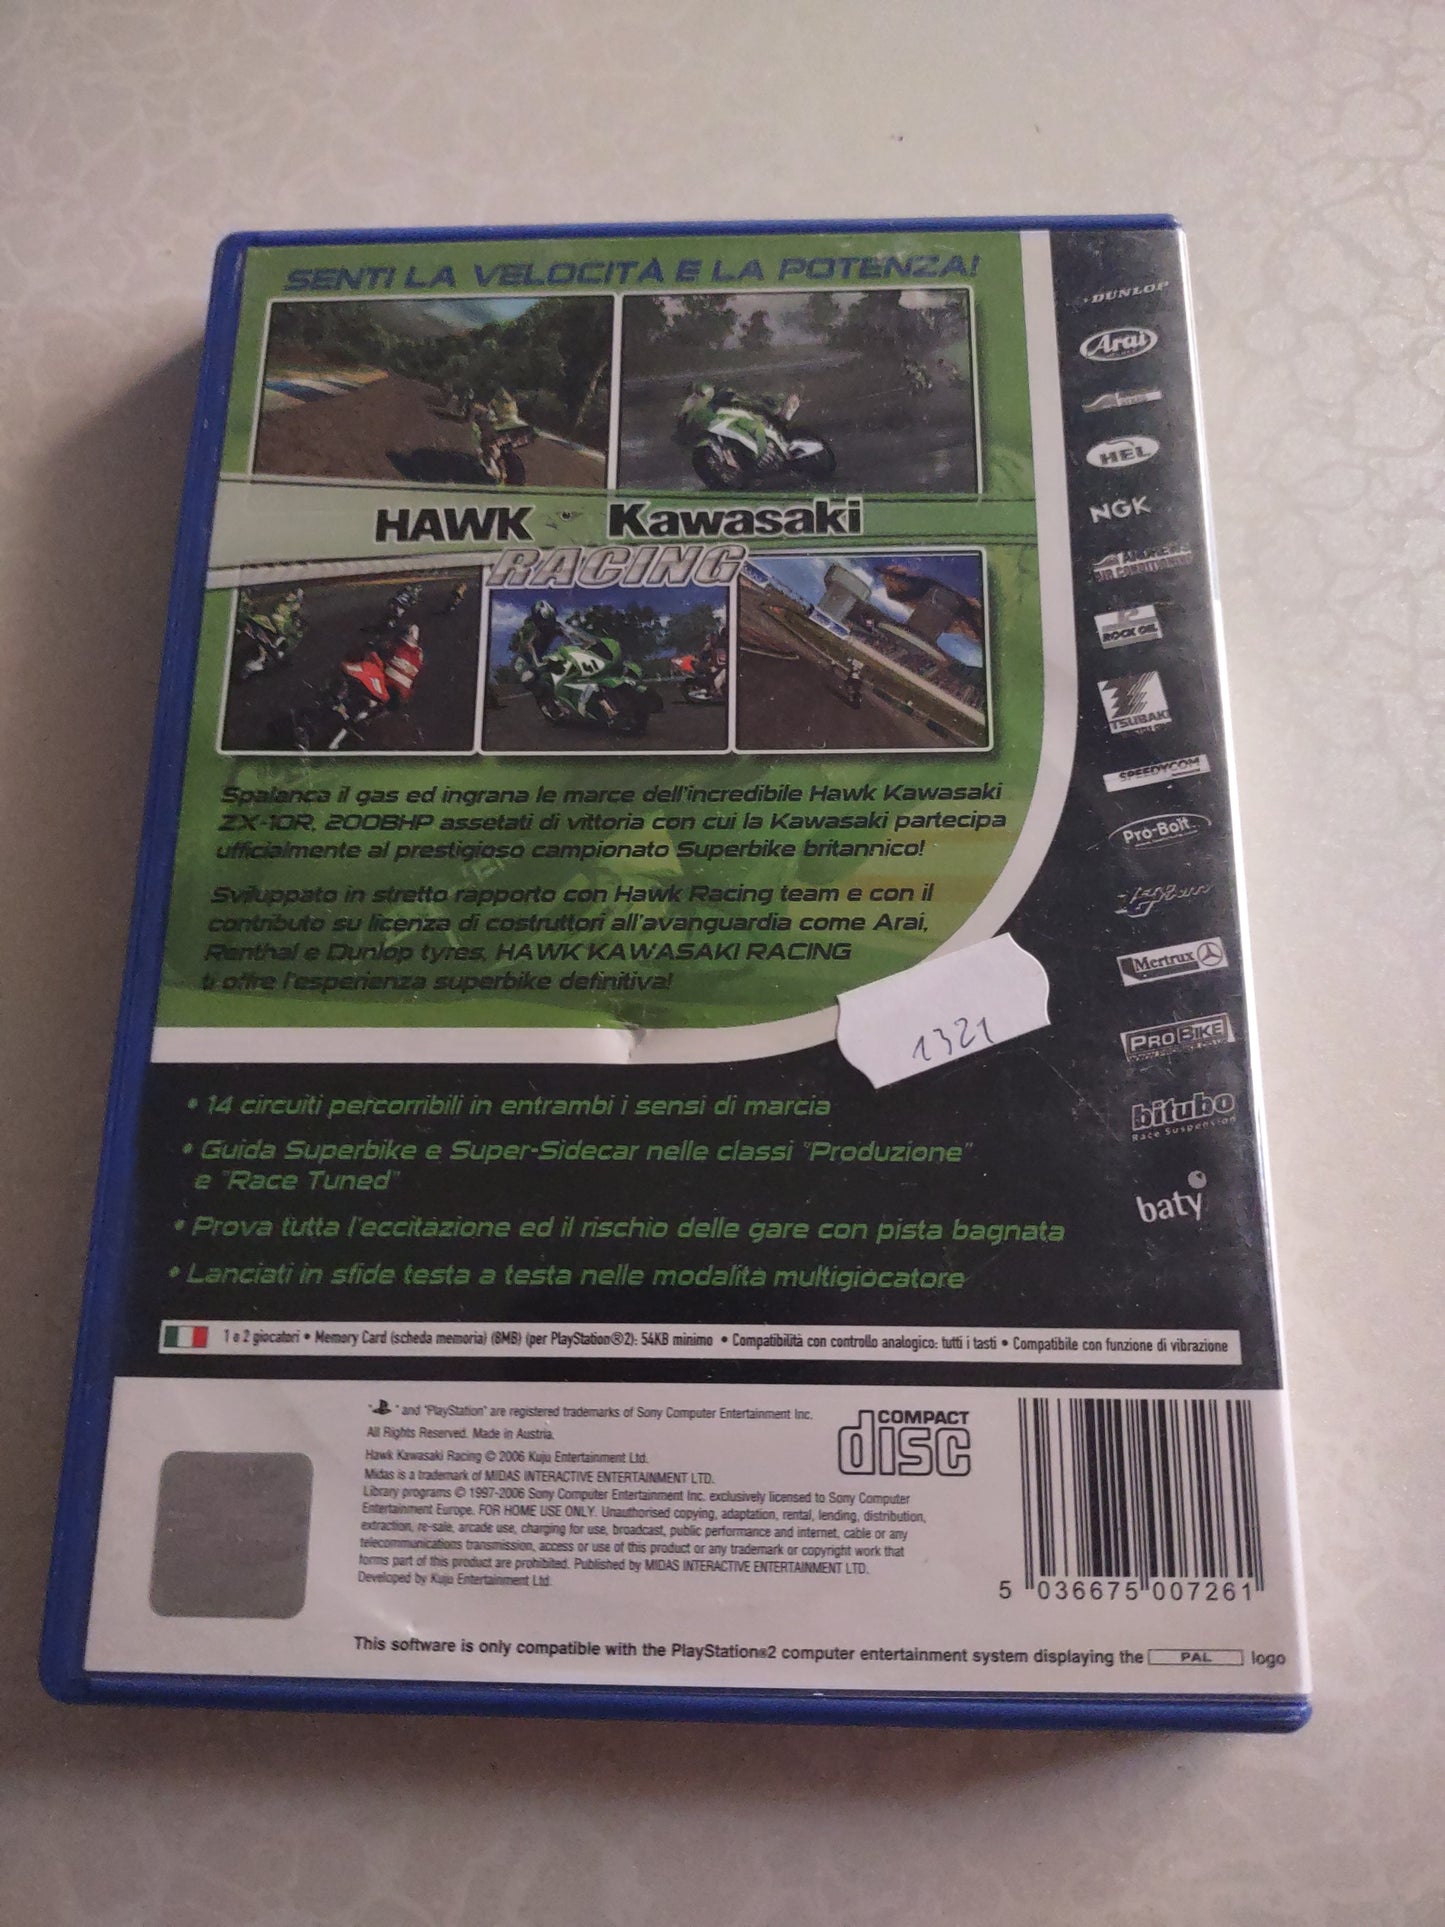 SENTI LA VELOCITÀ E LA POTENZA!
HAWK Kawasaki
RACING
Spalanca il gas ed ingrana le marce dell'incredibile Hawk Kawasaki
ZX-10R, 200BHP assetati di vittoria con cui la Kawasaki partecipa
ufficialmente al prestigioso campionato Superbike britannico!
Sviluppato in stretto rapporto con Hawk Racing team e con il
contributo su licenza di costruttori all'avanguardia come Arai,
Renthal e Dunlop tyres, HAWK KAWASAKI RACING
ti offre l'esperienza superbike definitiva!
1321
• 14 circuiti percorribili in entrambi i sensi di marcia
• Guida Superbike e Super-Sidecar nelle classi "Produzione"
e "Race Tuned"
• Prova tutta l'eccitazione ed il rischio delle gare con pista bagnata
• Lanciati in sfide testa a testa nelle modalità multigiocatore
DUNLOP
Arai
HEL
NGK
AIR CONDITIONING
ROCK OIL
TSUBAKI
SPEEDYCOM
Pro-Bolt
Mertrux
PRO BIKE
bitubo
Race Suspension
baty
1 o 2 giocatori • Memory Card (scheda memoria) (8MB) (per PlayStation®2): 54KB minimo • Compatibilità con controllo analogico: tutti i tasti • Compatibile con funzione di vibrazione
" " and "PlayStation" are registered trademarks of Sony Computer Entertainment Inc.
All Rights Reserved. Made in Austria.
Hawk Kawasaki Racing © 2006 Kuju Entertainment Ltd.
Midas is a trademark of MIDAS INTERACTIVE ENTERTAINMENT LTD.
Library programs © 1997-2006 Sony Computer Entertainment Inc. exclusively licensed to Sony Computer
Entertainment Europe. FOR HOME USE ONLY. Unauthorised copying, adaptation, rental, lending, distribution,
extraction, re-sale, arcade use, charging for use, broadcast, public performance and internet, cable or any
telecommunications transmission, access or use of this product or any trademark or copyright work that
forms part of this product are prohibited. Published by MIDAS INTERACTIVE ENTERTAINMENT LTD.
Developed by Kuju Entertainment Ltd.
COMPACT
disc
5 036675 007261
This software is only compatible with the PlayStation®2 computer entertainment system displaying the PAL logo